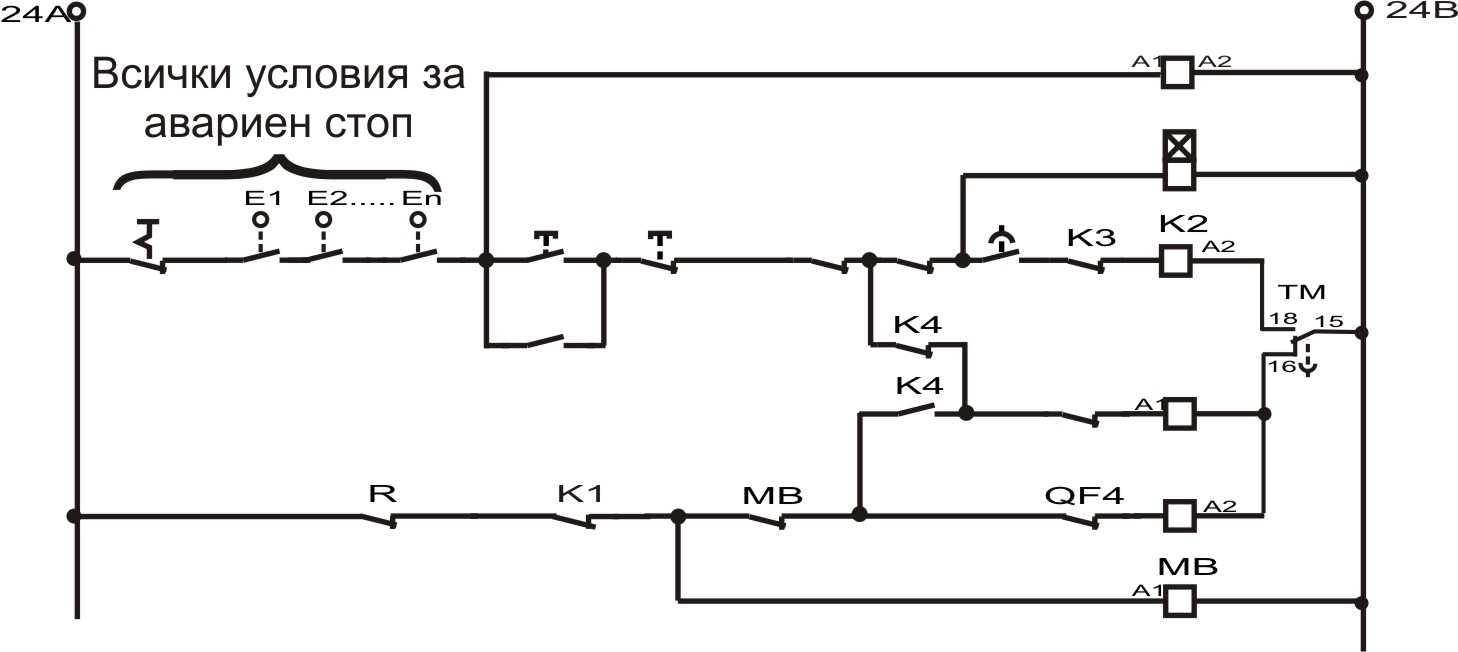 24A
24B
Всички условия за
авариен стоп
A1 A2
E1 E2..... En
K3
K2
A2
TM
18 15
16
K4
K4
A1
R
K1
MB
QF4
A2
MB
A1